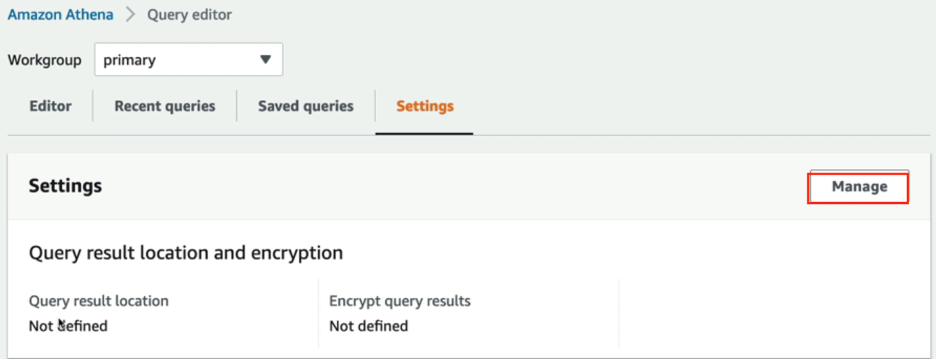 Amazon Athena > Query editor
Workgroup primary
Editor Recent queries Saved queries Settings
Settings Manage
Query result location and encryption
Query result location Encrypt query results
Not defined Not defined